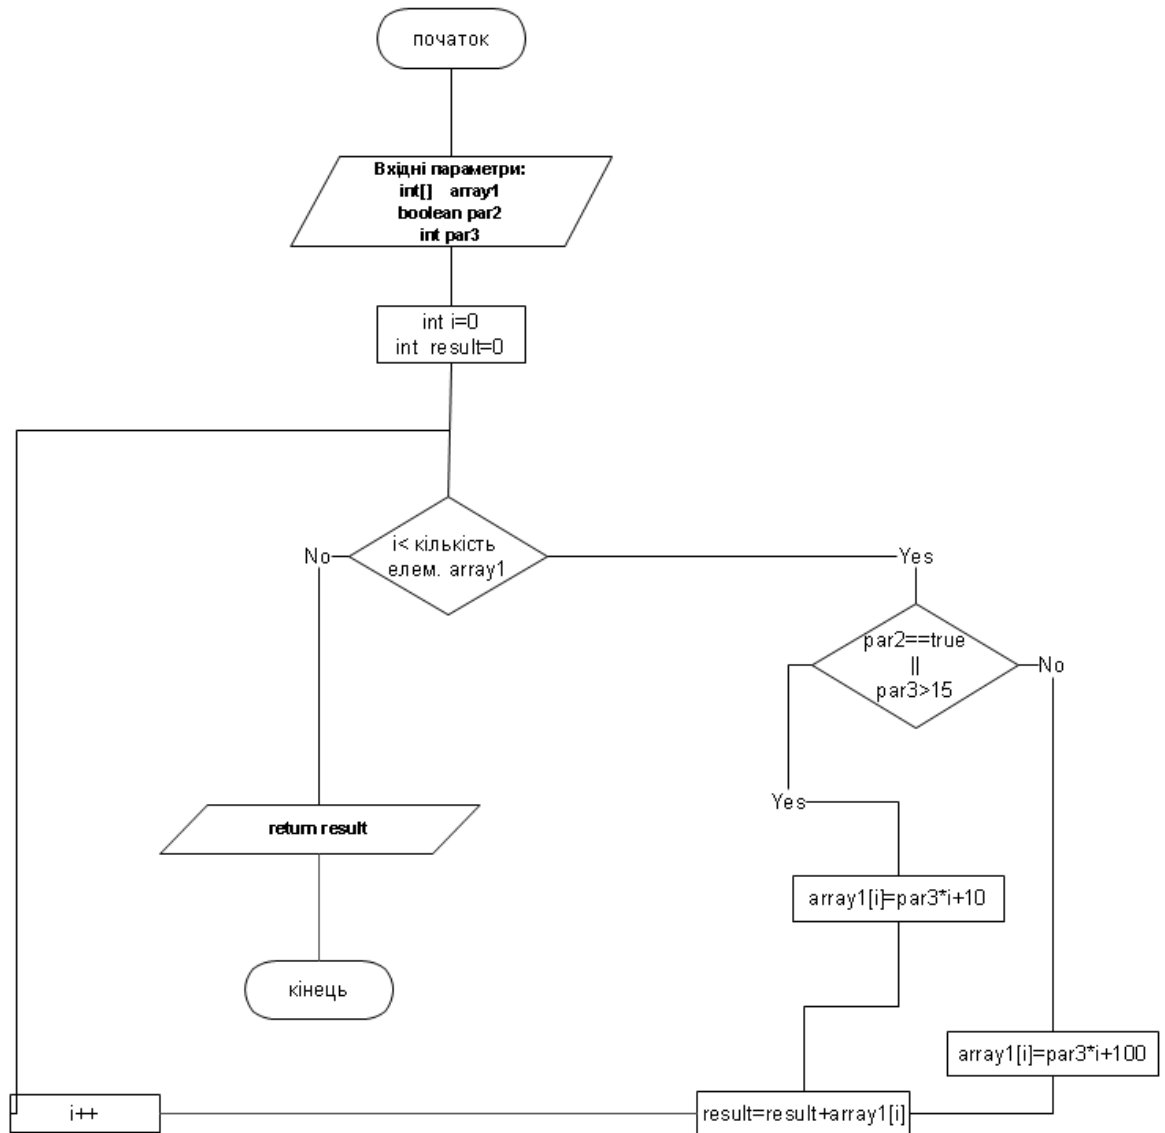 початок
Вхідні параметри:
int[] array1
boolean par2
int par3
int i=0
int result=0
i< кількість
елем. array1
No
Yes
par2==true
||
par3>15
No
Yes
return result
array1[i]=par3*i+10
кінець
array1[i]=par3*i+100
i++
result=result+array1[i]